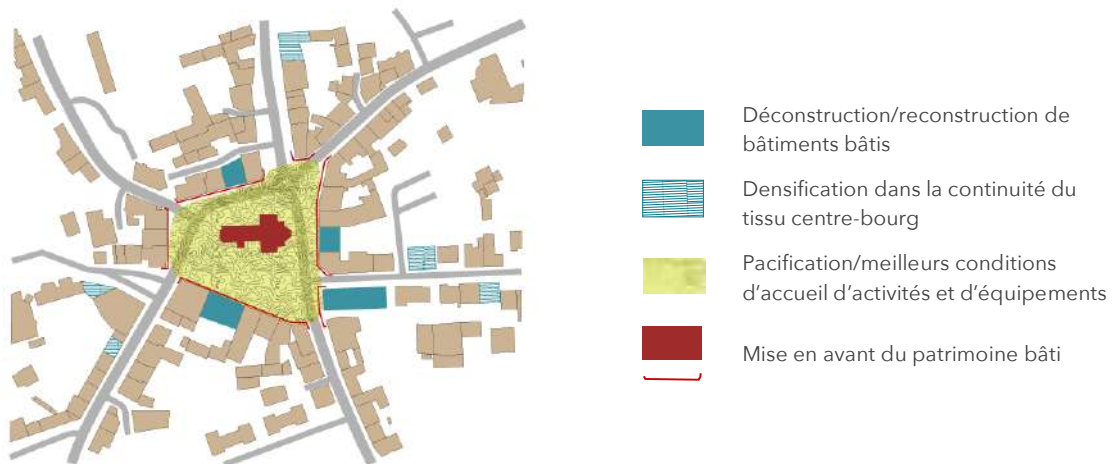 Déconstruction/reconstruction de
bâtiments bâtis
Densification dans la continuité du
tissu centre-bourg
Pacification/meilleurs conditions
d'accueil d'activités et d'équipements
Mise en avant du patrimoine bâti